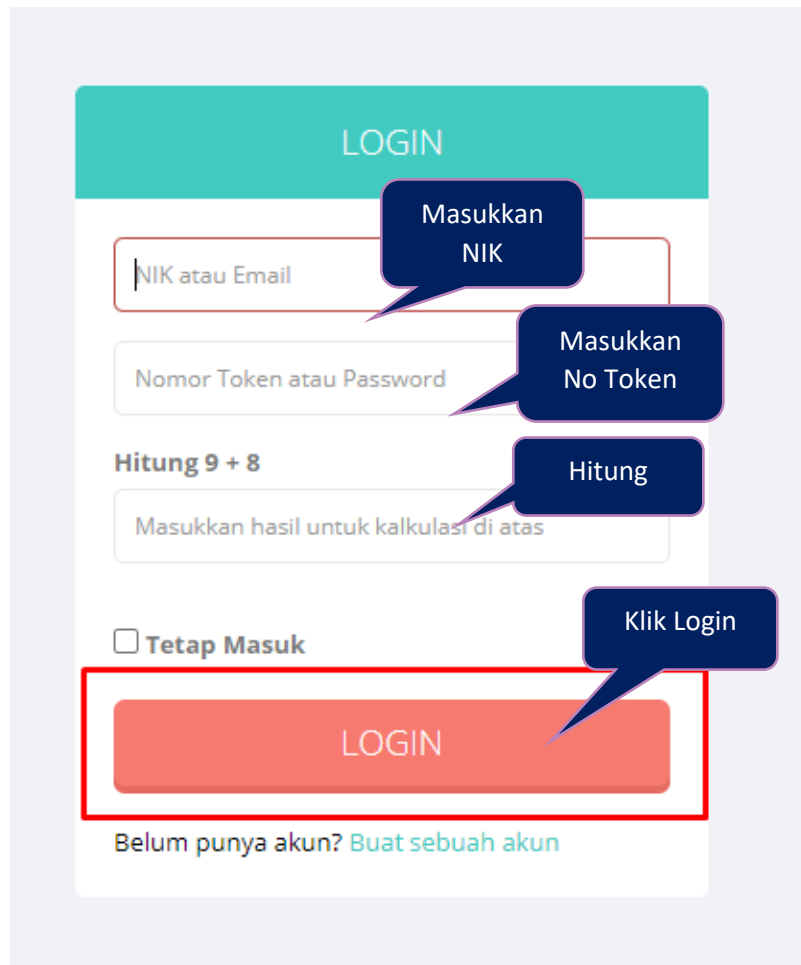 LOGIN
Masukkan
NIK
NIK atau Email
Masukkan
No Token
Nomor Token atau Password
Hitung 9 + 8
Hitung
Masukkan hasil untuk kalkulasi di atas
Klik Login
Tetap Masuk
LOGIN
Belum punya akun? Buat sebuah akun